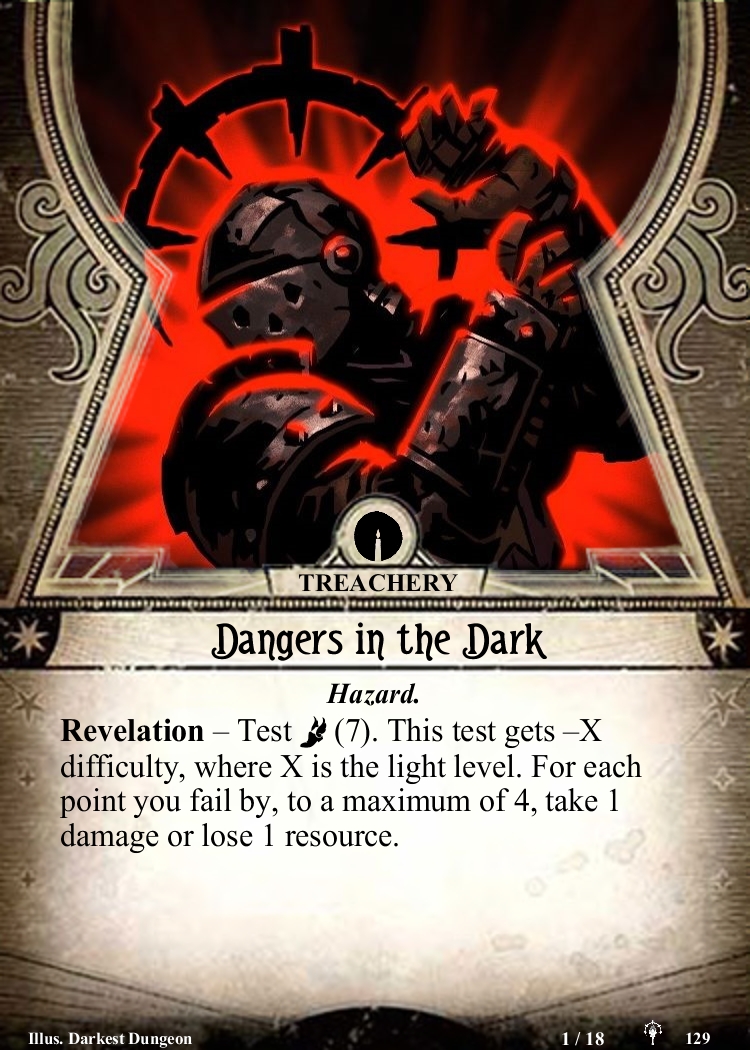 TREACHERY
Dangers in the Dark
Hazard.
Revelation – Test (7). This test gets –X
difficulty, where X is the light level. For each
point you fail by, to a maximum of 4, take 1
damage or lose 1 resource.
Illus. Darkest Dungeon 1 / 18 129